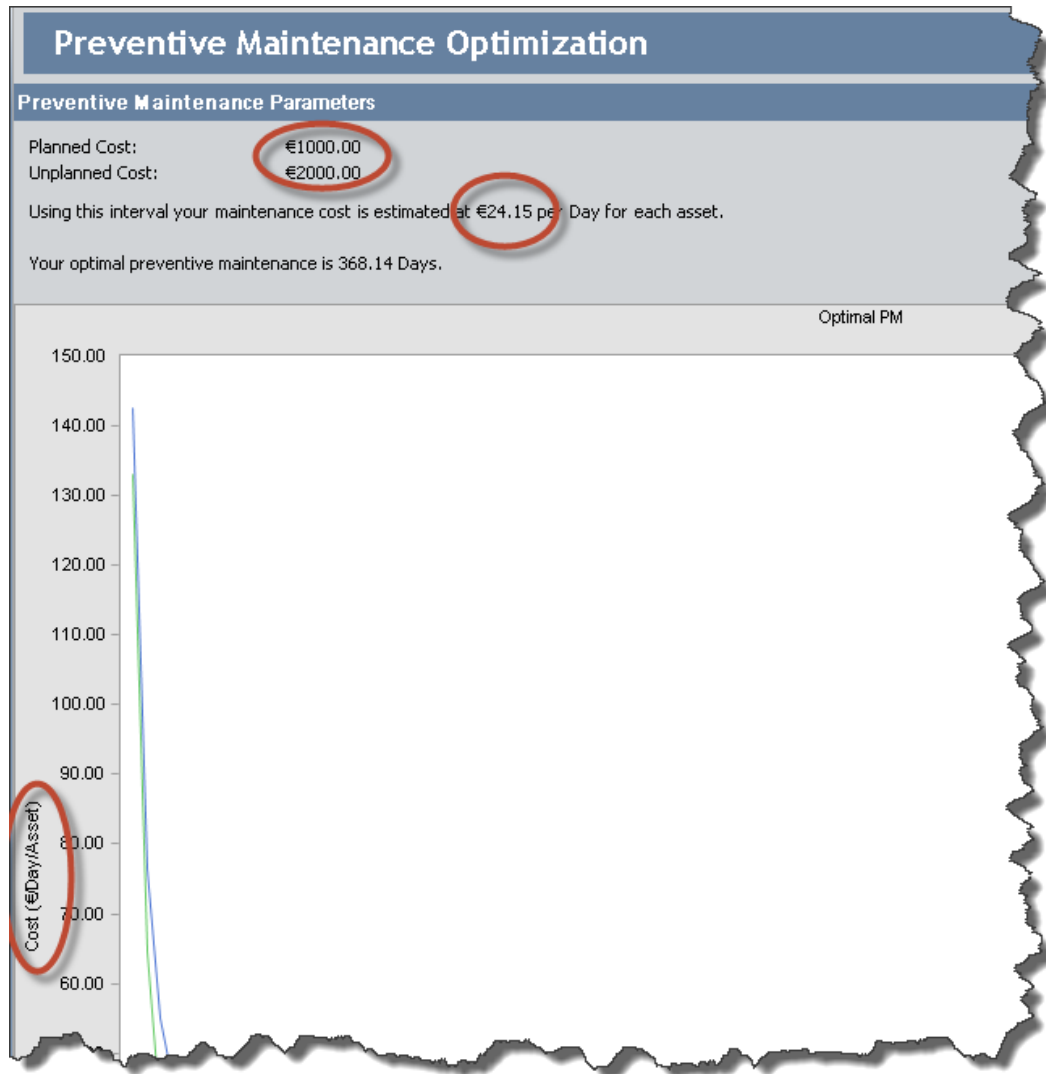 Preventive Maintenance Optimization
Preventive Maintenance Parameters
Planned Cost: €1000.00
Unplanned Cost: €2000.00
Using this interval your maintenance cost is estimated at €24.15 per Day for each asset.
Your optimal preventive maintenance is 368.14 Days.
Optimal PM
150.00
140.00
130.00
120.00
110.00
100.00
90.00
80.00
70.00
60.00
Cost (€/Day/Asset)